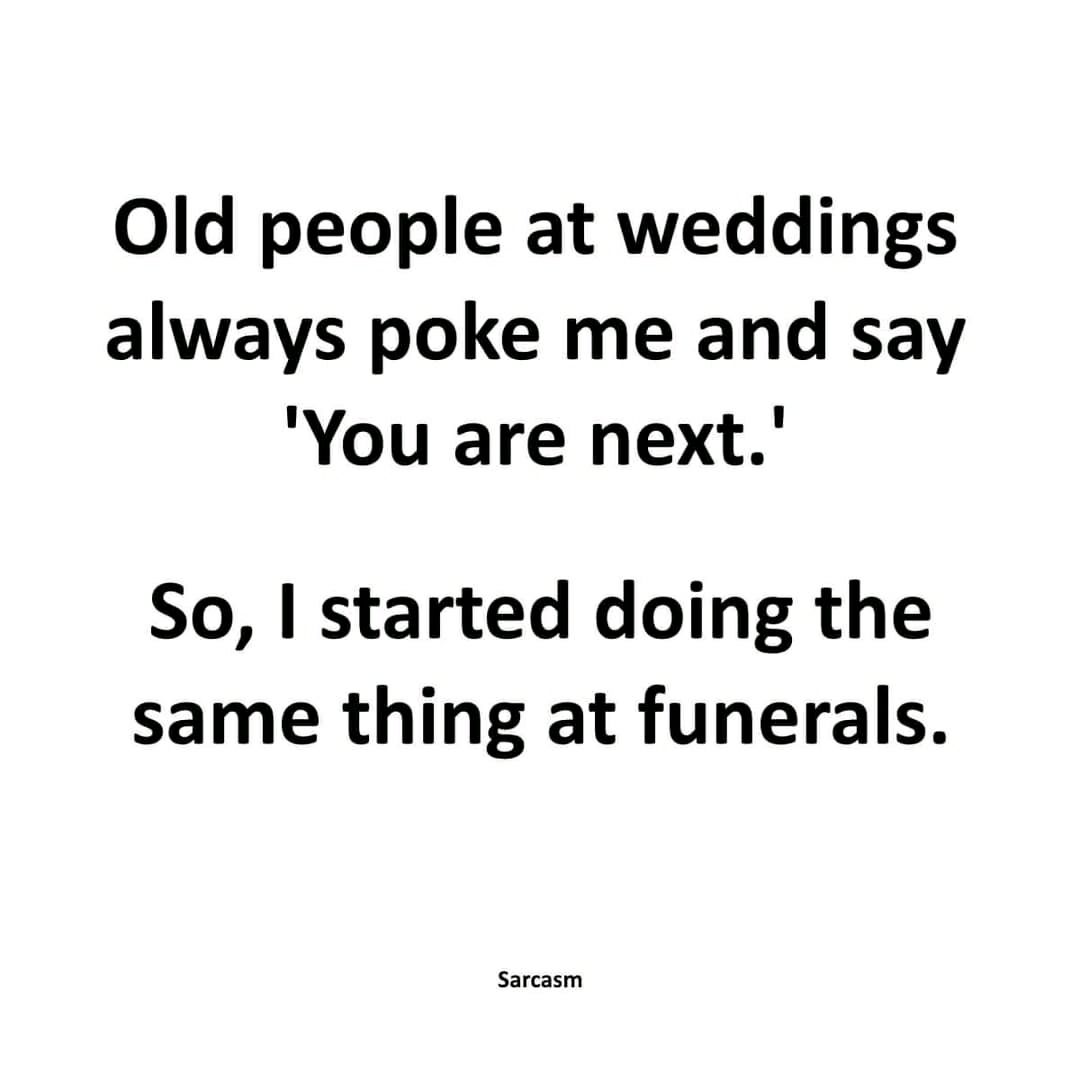 Old people at weddings
always poke me and say
'You are next.'
So, I started doing the
same thing at funerals.
Sarcasm